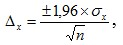 Δₓ = ±1,96 * σₓ / √n ,